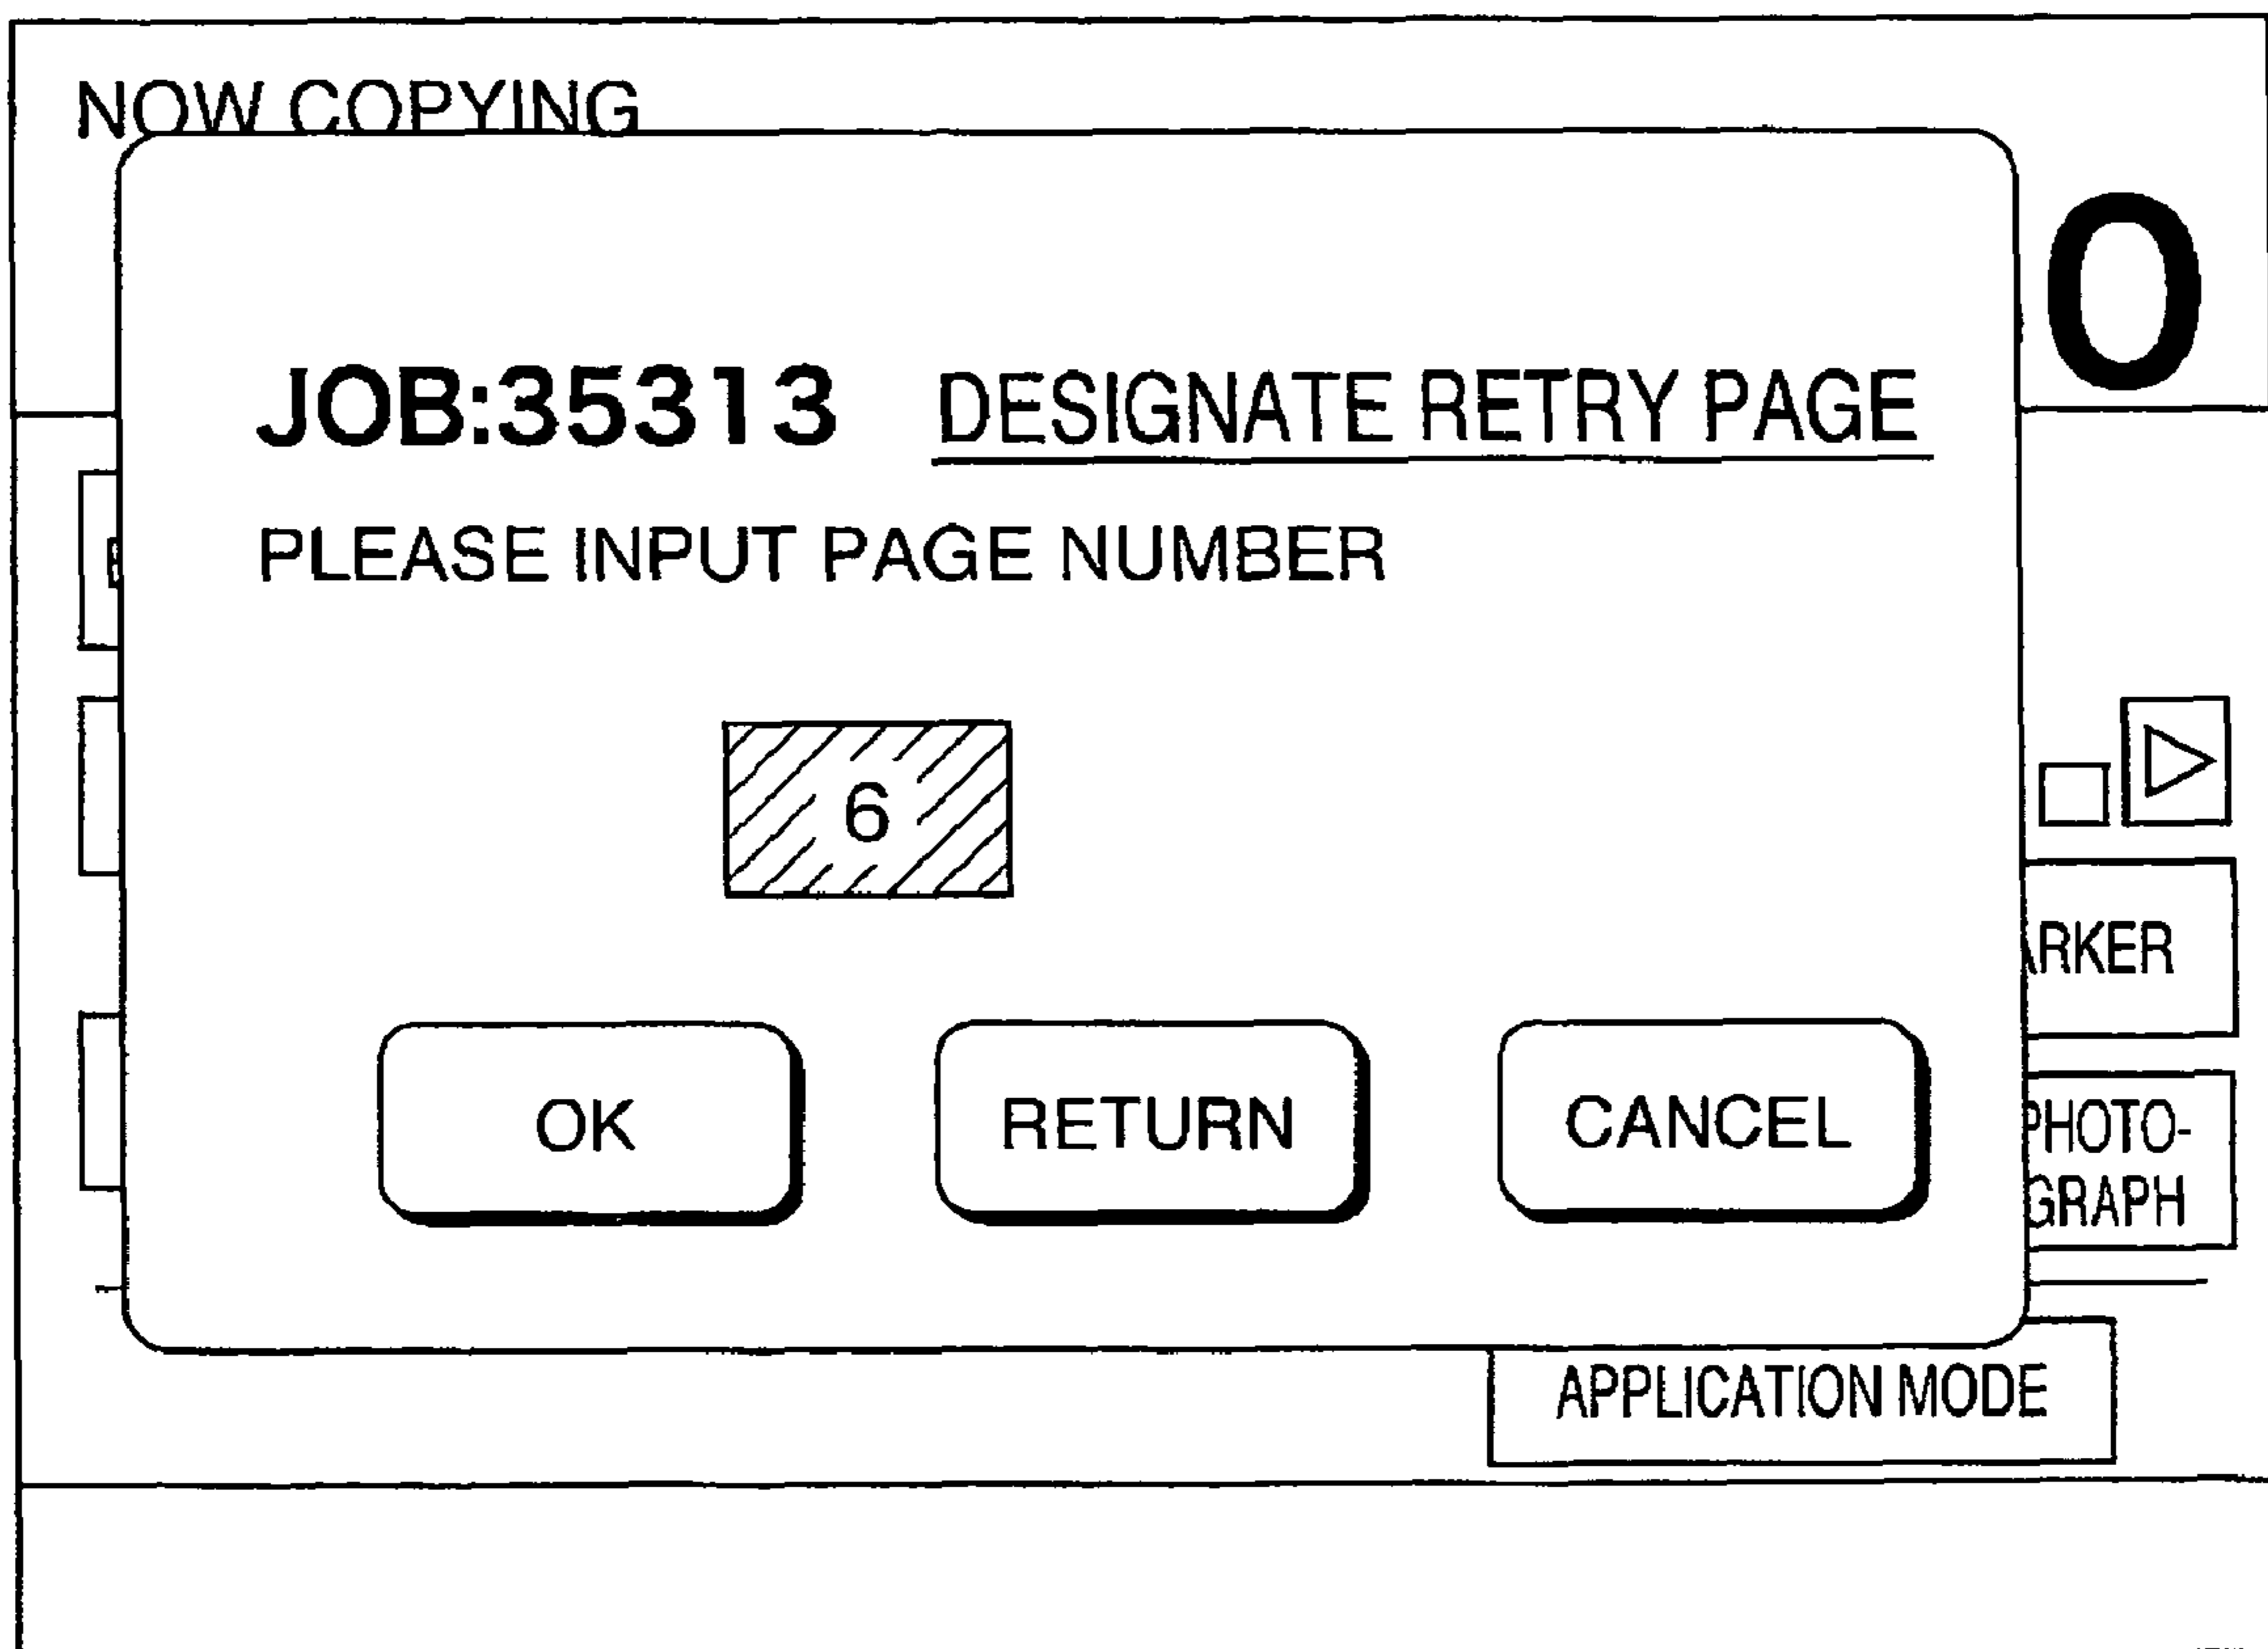 NOW COPYING
0
JOB:35313 DESIGNATE RETRY PAGE
PLEASE INPUT PAGE NUMBER
6
ARKER
OK RETURN CANCEL
PHOTO-
GRAPH
APPLICATION MODE